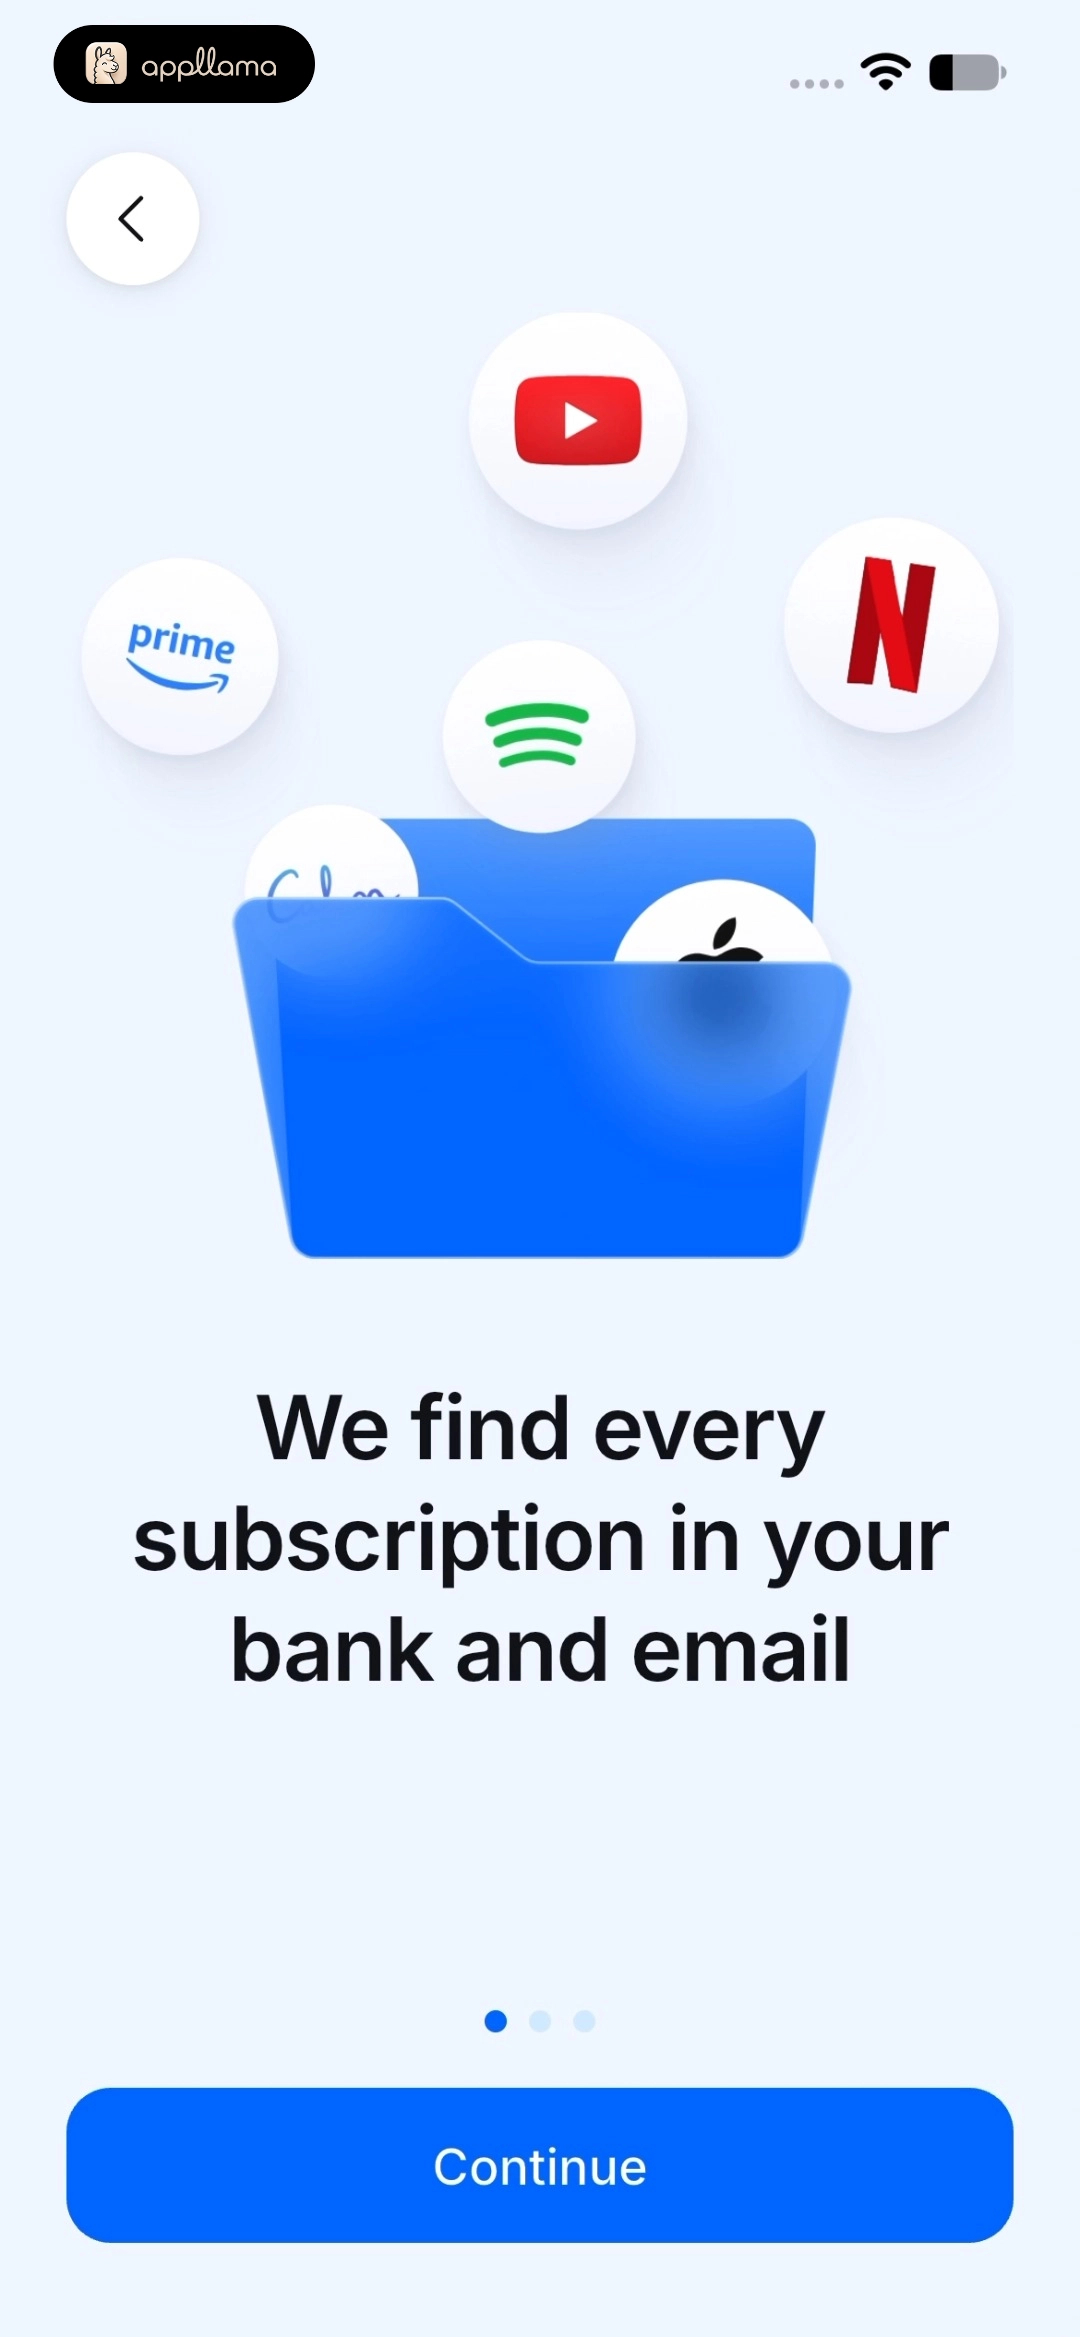 appllama
prime
We find every
subscription in your
bank and email
Continue